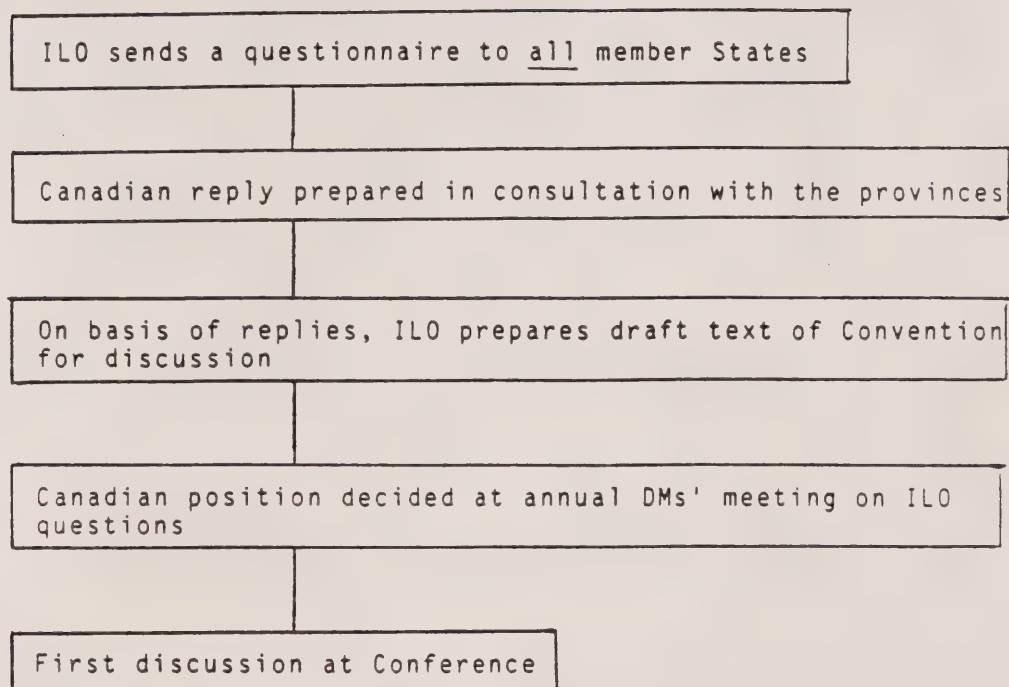 ILO sends a questionnaire to all member States
Canadian reply prepared in consultation with the provinces
On basis of replies, ILO prepares draft text of Convention
for discussion
Canadian position decided at annual DMs' meeting on ILO
questions
First discussion at Conference